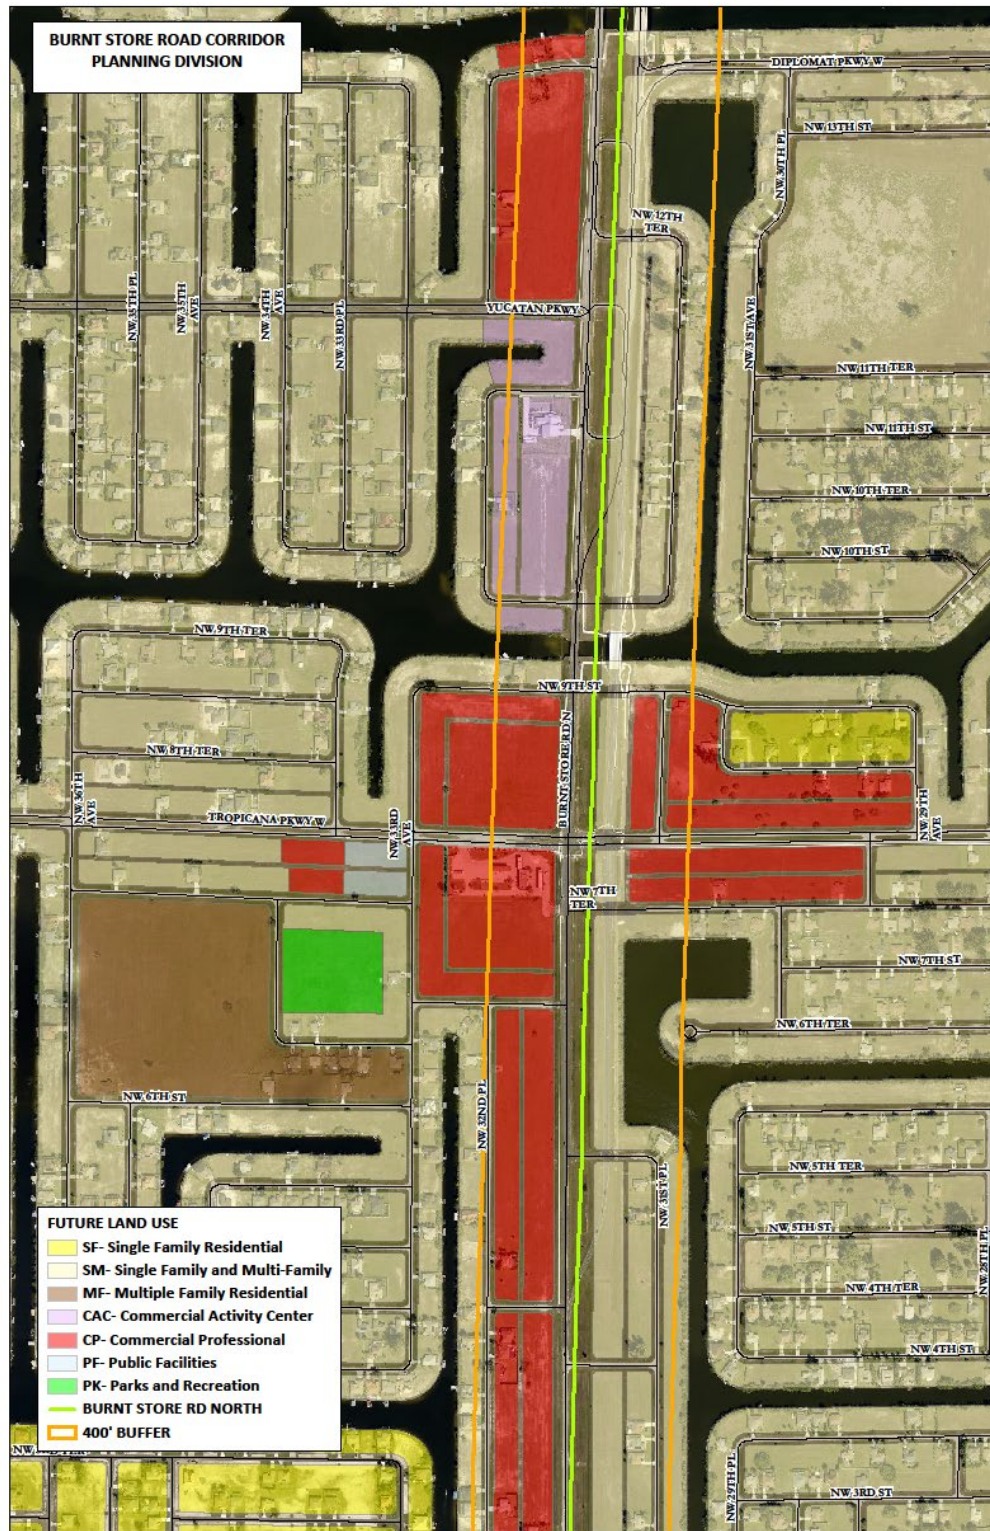 BURNT STORE ROAD CORRIDOR
PLANNING DIVISION
DIPLOMAT PKWY W
NW 13TH ST
NW 30TH PL
NW 12TH
TER
NW 35TH PL
NW 35TH
AVE
NW 34TH
AVE
NW 33RD PL
YUCATAN PKWY
NW 31ST AVE
NW 11TH TER
NW 11TH ST
NW 10TH TER
NW 10TH ST
NW 9TH TER
NW 9TH ST
NW 8TH TER
BURNT STORE RD N
NW 36TH
AVE
TROPICANA PKWY W
NW 33RD
AVE
NW 29TH
AVE
NW 7TH
TER
NW 7TH ST
NW 6TH TER
NW 6TH ST
NW 32ND PL
NW 5TH TER
NW 31ST PL
NW 5TH ST
NW 28TH PL
NW 4TH TER
NW 4TH ST
FUTURE LAND USE
SF- Single Family Residential
SM- Single Family and Multi-Family
MF- Multiple Family Residential
CAC- Commercial Activity Center
CP- Commercial Professional
PF- Public Facilities
PK- Parks and Recreation
BURNT STORE RD NORTH
400' BUFFER
NW
NW 29TH PL
NW 3RD ST